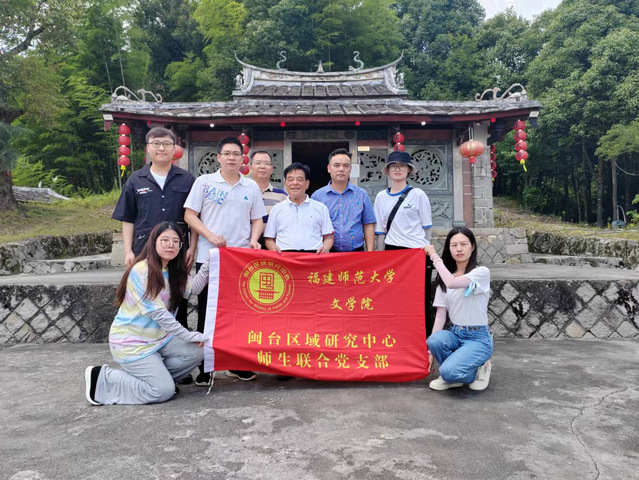 福建师范大学
文学院
闽台区域研究中心
师生联合党支部